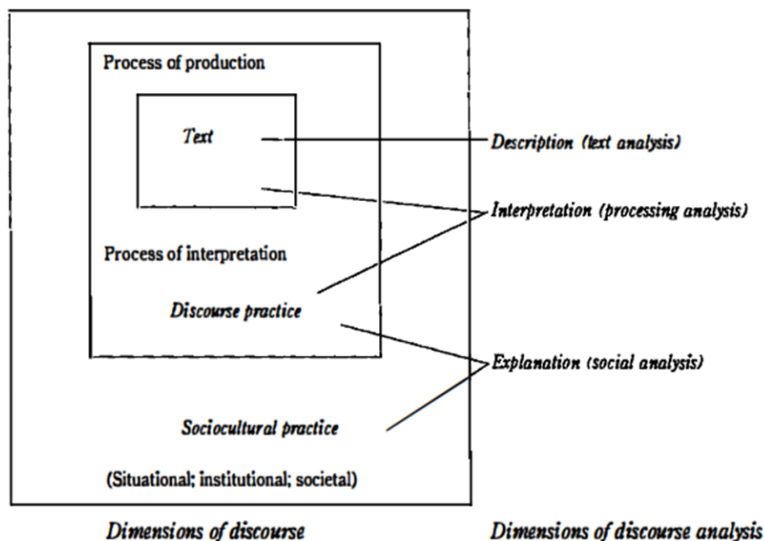 Process of production
Text
Description (text analysis)
Interpretation (processing analysis)
Process of interpretation
Discourse practice
Explanation (social analysis)
Sociocultural practice
(Situational; institutional; societal)
Dimensions of discourse
Dimensions of discourse analysis